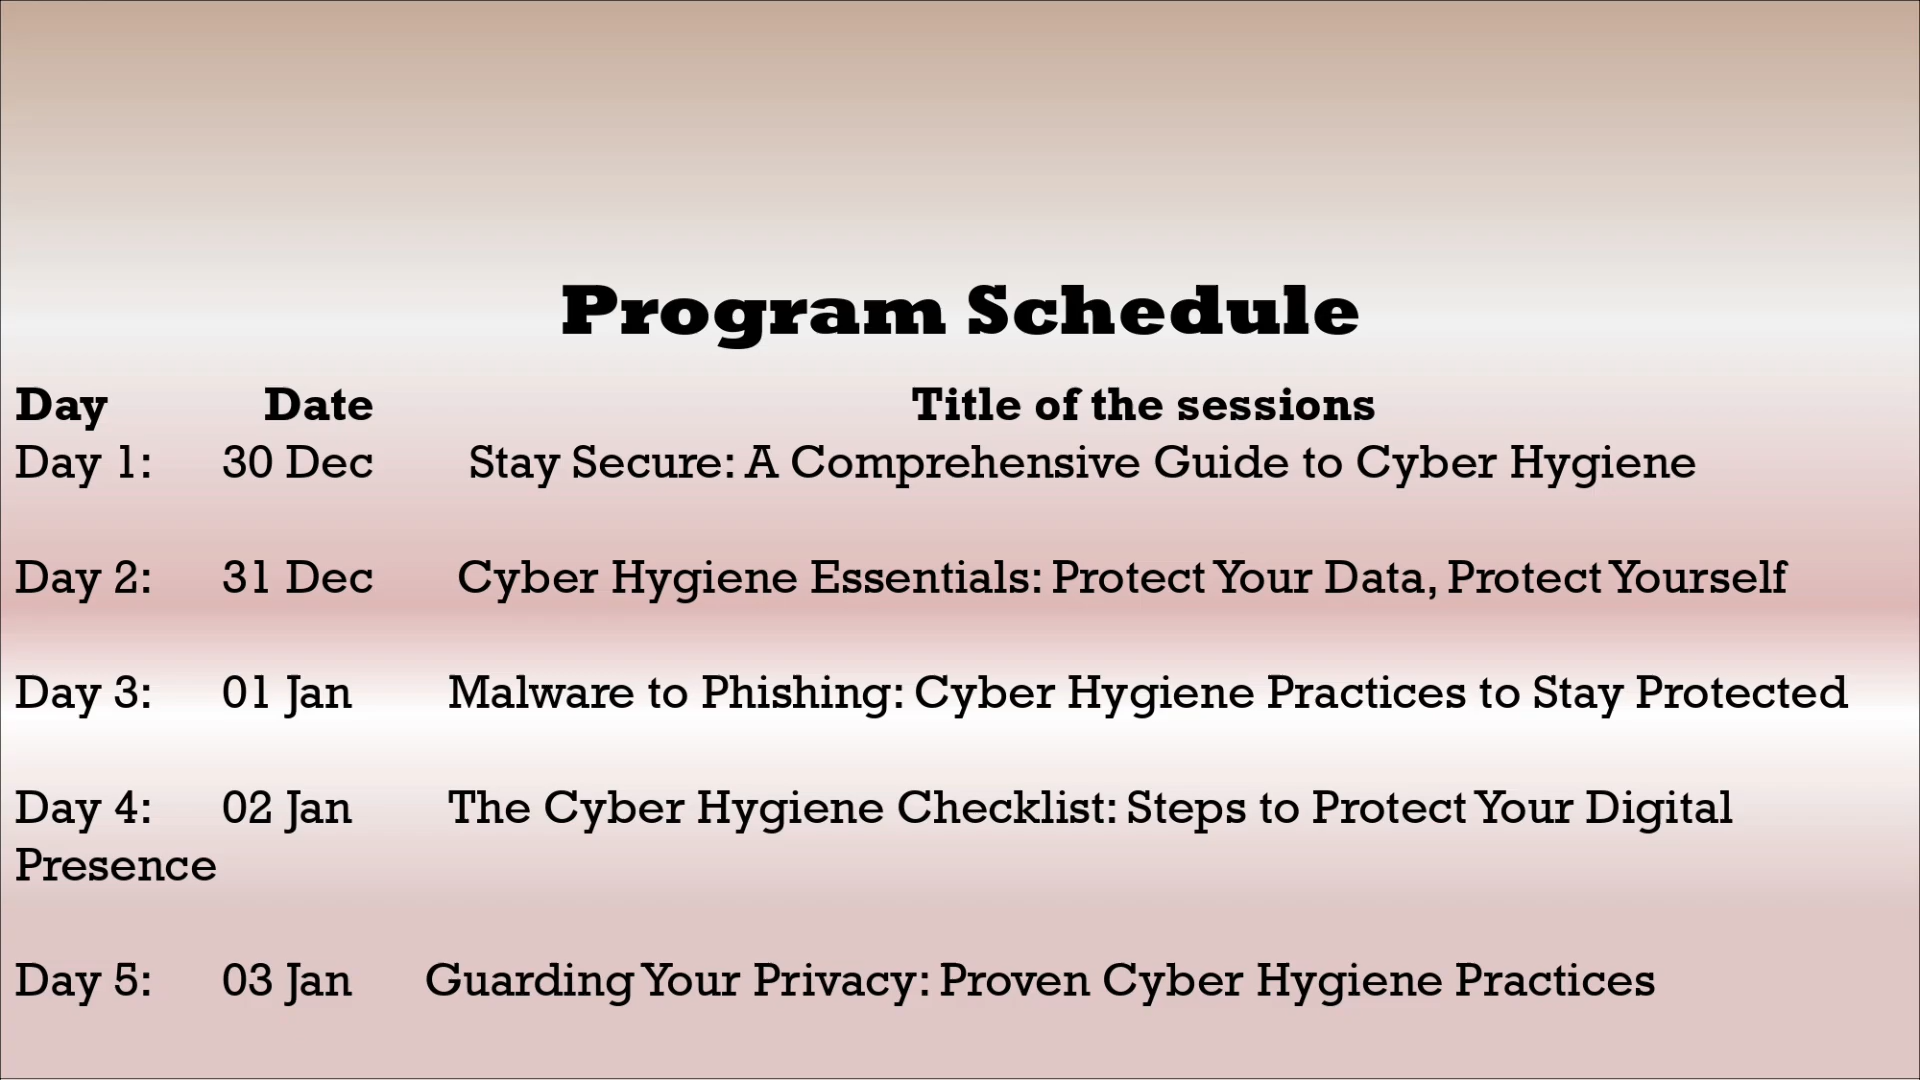 Program Schedule
Day Date Title of the sessions
Day 1: 30 Dec Stay Secure: A Comprehensive Guide to Cyber Hygiene
Day 2: 31 Dec Cyber Hygiene Essentials: Protect Your Data, Protect Yourself
Day 3: 01 Jan Malware to Phishing: Cyber Hygiene Practices to Stay Protected
Day 4: 02 Jan The Cyber Hygiene Checklist: Steps to Protect Your Digital
Presence
Day 5: 03 Jan Guarding Your Privacy: Proven Cyber Hygiene Practices